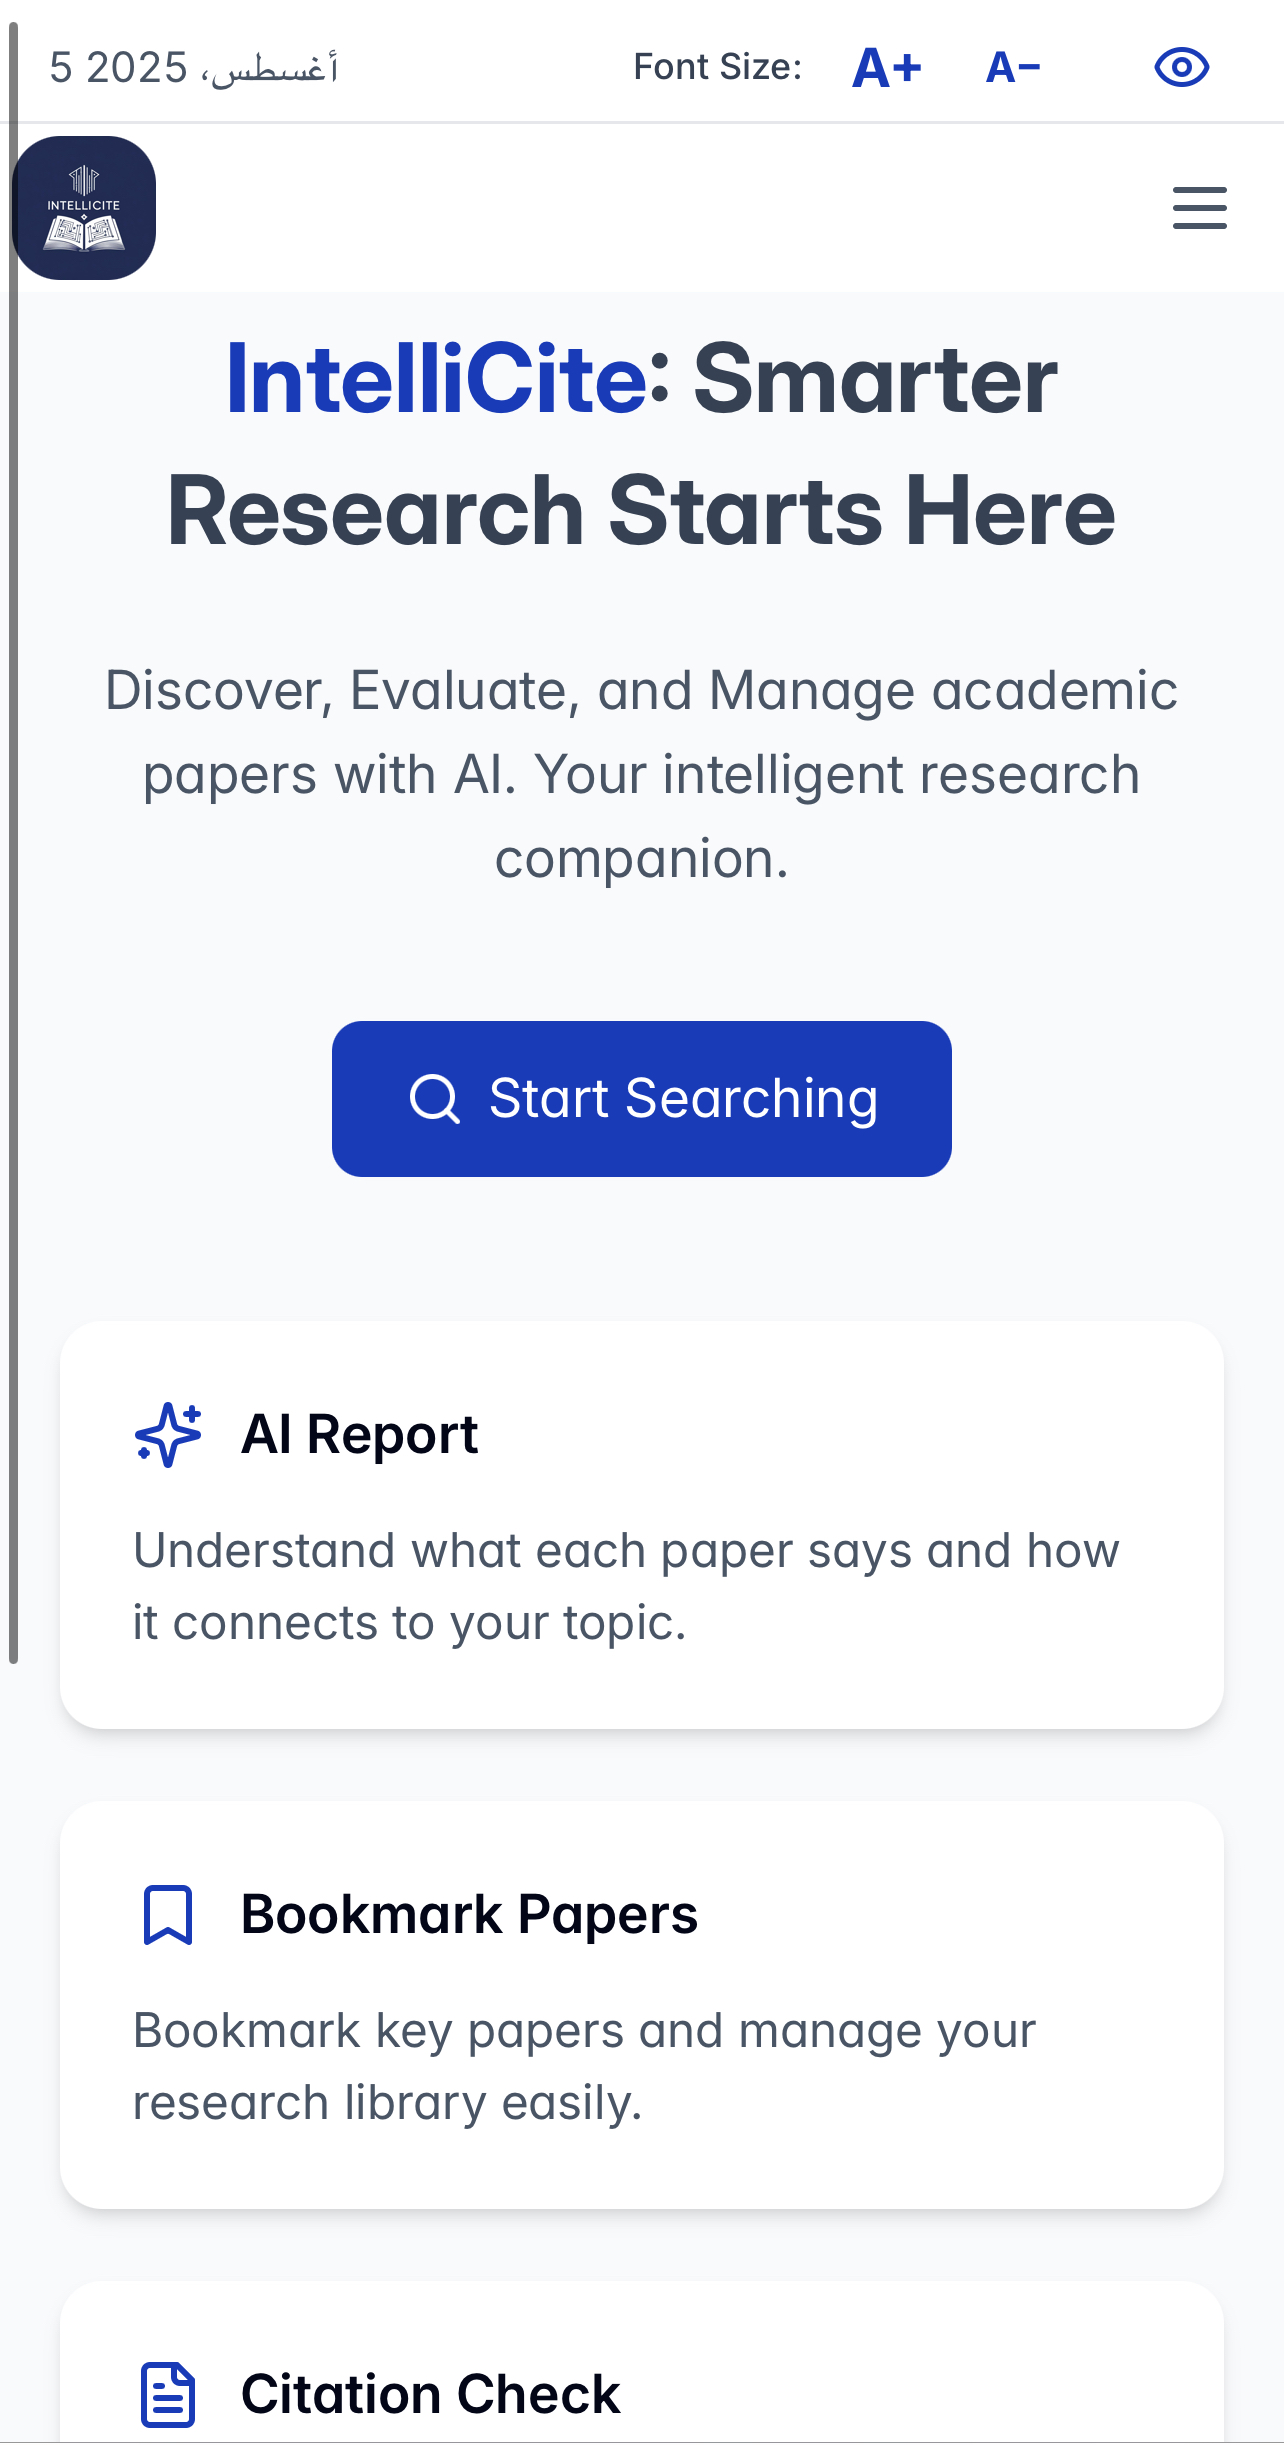 5 أغسطس، 2025
Font Size: A+ A−
INTELLICITE
IntelliCite: Smarter
Research Starts Here
Discover, Evaluate, and Manage academic
papers with AI. Your intelligent research
companion.
Start Searching
AI Report
Understand what each paper says and how
it connects to your topic.
Bookmark Papers
Bookmark key papers and manage your
research library easily.
Citation Check